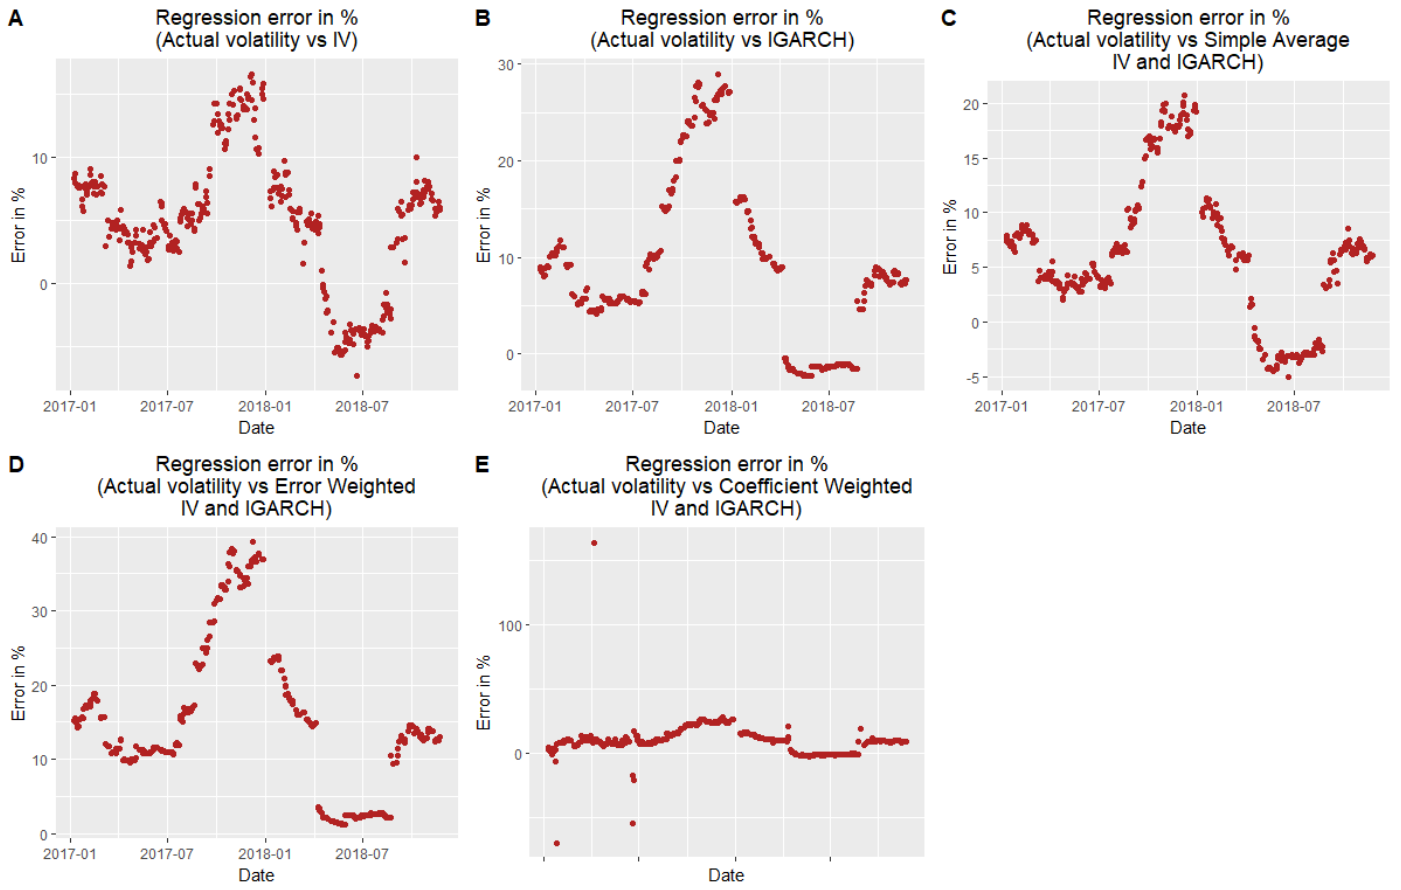 A
Regression error in %
(Actual volatility vs IV)
Error in %
10
0
2017-01
2017-07
2018-01
2018-07
Date
B
Regression error in %
(Actual volatility vs IGARCH)
Error in %
30
20
10
0
2017-01
2017-07
2018-01
2018-07
Date
C
Regression error in %
(Actual volatility vs Simple Average
IV and IGARCH)
Error in %
20
15
10
5
0
-5
2017-01
2017-07
2018-01
2018-07
Date
D
Regression error in %
(Actual volatility vs Error Weighted
IV and IGARCH)
Error in %
40
30
20
10
0
2017-01
2017-07
2018-01
2018-07
Date
E
Regression error in %
(Actual volatility vs Coefficient Weighted
IV and IGARCH)
Error in %
100
0
Date